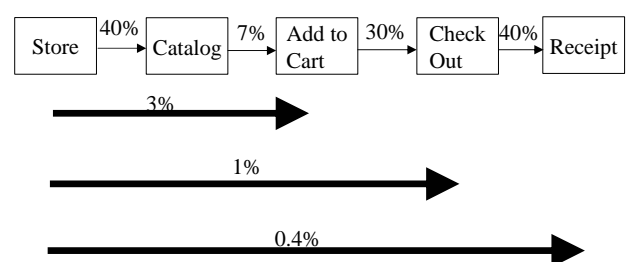 Store
40%
Catalog
7%
Add to
Cart
30%
Check
Out
40%
Receipt
3%
1%
0.4%